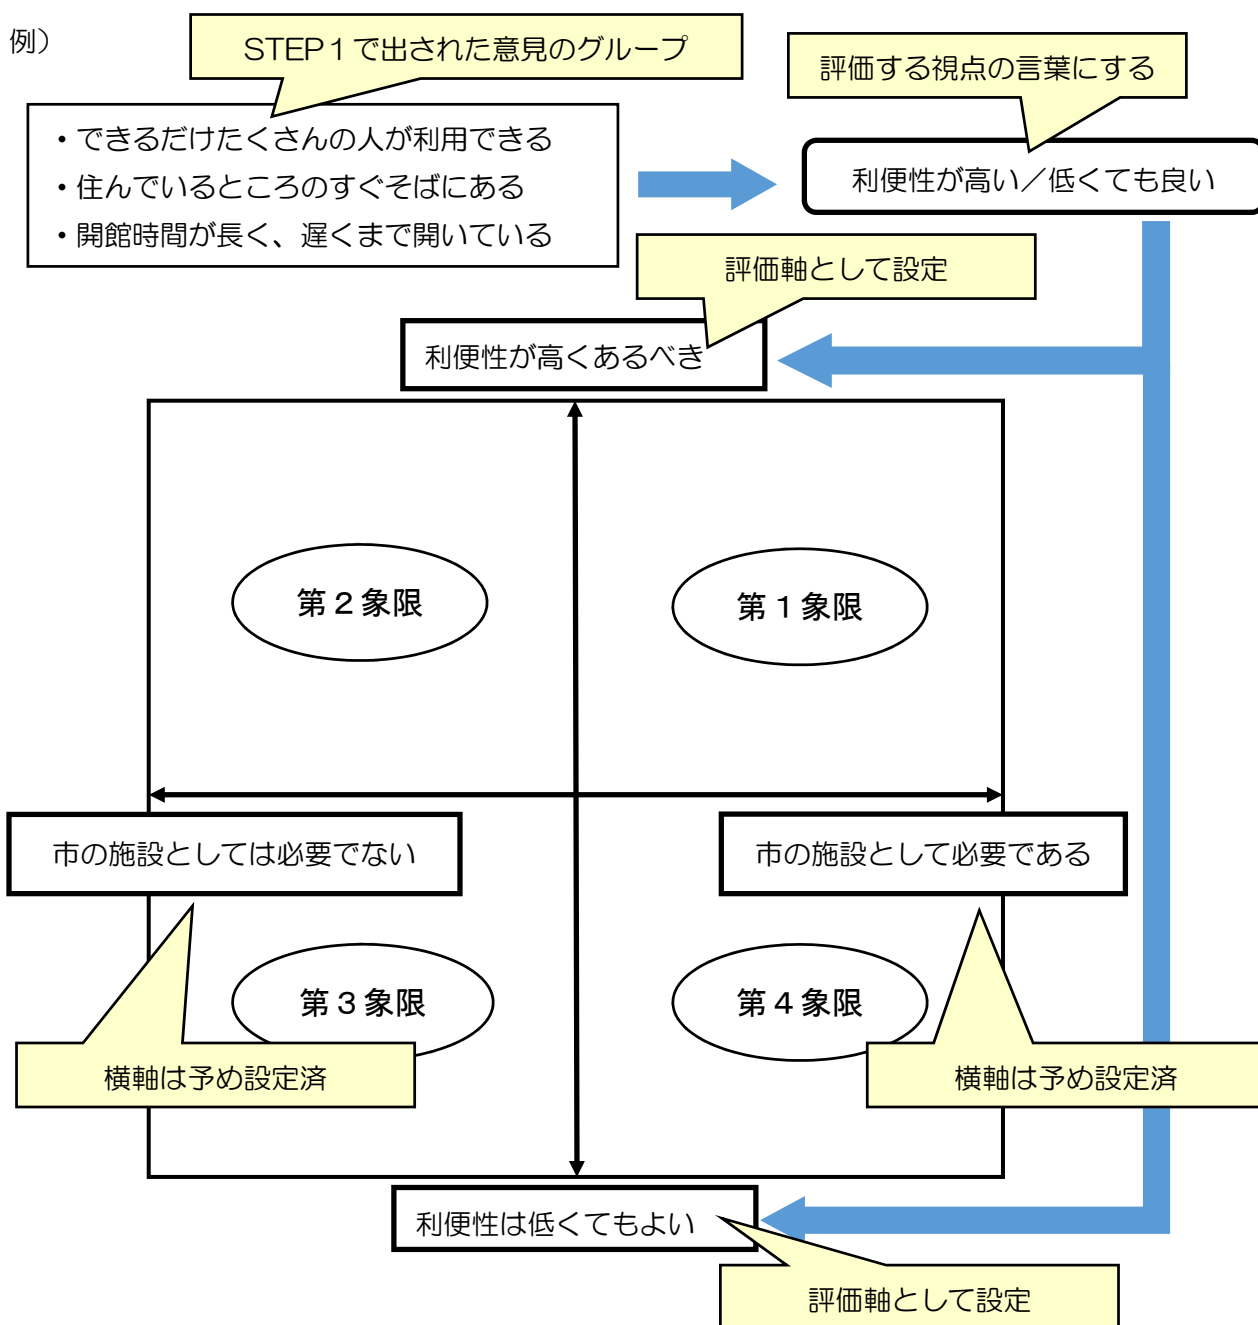 例）
STEP１で出された意見のグループ
評価する視点の言葉にする
・できるだけたくさんの人が利用できる
・住んでいるところのすぐそばにある
・開館時間が長く、遅くまで開いている
利便性が高い／低くても良い
評価軸として設定
利便性が高くあるべき
第２象限
第１象限
市の施設としては必要でない
市の施設として必要である
第３象限
第４象限
横軸は予め設定済
横軸は予め設定済
利便性は低くてもよい
評価軸として設定